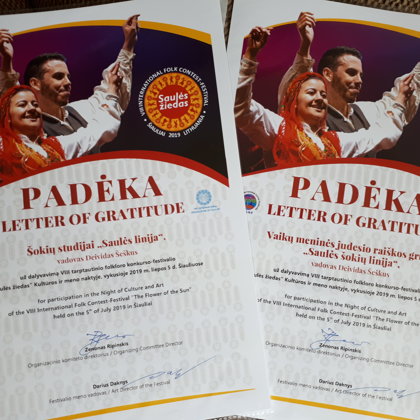 VIII INTERNATIONAL FOLK CONTEST-FESTIVAL
Saulės
žiedas
ŠIAULIAI 2019 LITHUANIA
PADĖKA
LETTER OF GRATITUDE
Šokių studijai „Saulės linija“,
vadovas Deividas Seškus
už dalyvavimą VIII tarptautinio folkloro konkurso-festivalio
„Saulės žiedas“ Kultūros ir meno naktyje, vykusioje 2019 m. liepos 5 d. Šiauliuose
for participation in the Night of Culture and Art
of the VIII International Folk Contest-Festival "The Flower of the Sun"
held on the 5th of July 2019 in Šiauliai
Zenonas Ripinskis
Organizacinio komiteto direktorius / Organizing Committee Director
Darius Daknys
Festivalio meno vadovas / Art Director of the Festival
PADĖKA
LETTER OF GRATITU
Vaikų meninės judesio raiškos gr
„Saulės šokių linija“,
vadovas Deividas Seškus
už dalyvavimą VIII tarptautinio folkloro konkurso-festivalio
žiedas“ Kultūros ir meno naktyje, vykusioje 2019 m. liepos 5 d.
for participation in the Night of Culture and Art
of the VIII International Folk Contest-Festival "The Flower of the
held on the 5th of July 2019 in Šiauliai
Zenonas Ripinskis
Organizacinio komiteto direktorius / Organizing Committee Director
Darius Daknys
Festivalio meno vadovas / Art Director of the Festival